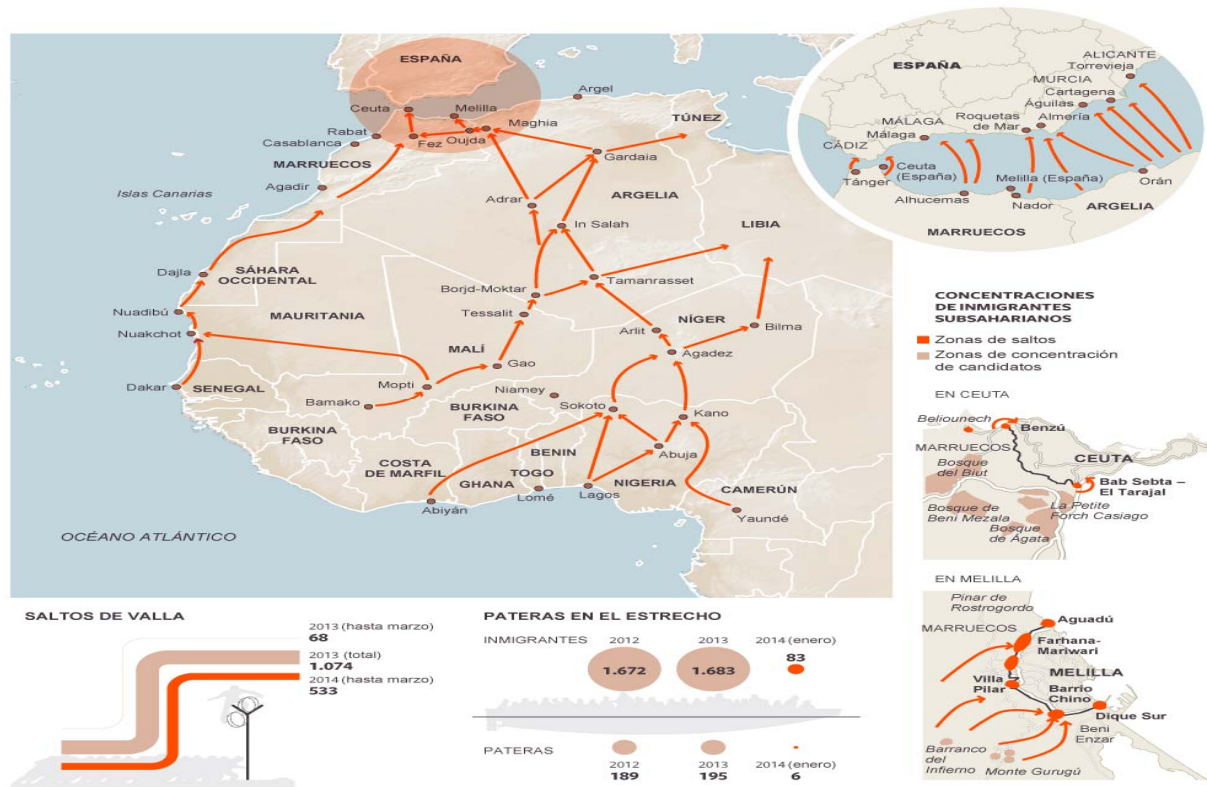 ESPAÑA
Ceuta
Melilla
Argel
Maghia
Rabat
Casablanca
Fez
Oujda
TÚNEZ
MARRUECOS
Gardaia
Islas Canarias
Agadir
Adrar
ARGELIA
In Salah
LIBIA
Dajla
SÁHARA
OCCIDENTAL
Tamanrasset
Borjd-Moktar
Nuadibú
MAURITANIA
Tessalit
Arlit
NÍGER
Bilma
Nuakchot
MALÍ
Agadez
Gao
Dakar
SENEGAL
Mopti
Niamey
Bamako
BURKINA
FASO
Sokoto
Kano
BURKINA
FASO
BENIN
Abuja
COSTA
DE MARFIL
TOGO
GHANA
NIGERIA
CAMERÚN
Lomé
Lagos
Abiyán
Yaundé
OCÉANO ATLÁNTICO
ESPAÑA
ALICANTE
Torrevieja
MURCIA
Cartagena
Águilas
MÁLAGA
Roquetas
de Mar
Almería
Málaga
CÁDIZ
Ceuta
(España)
Melilla (España)
Orán
Tánger
Alhucemas
Nador
ARGELIA
MARRUECOS
CONCENTRACIONES
DE INMIGRANTES
SUBSAHARIANOS
Zonas de saltos
Zonas de concentración
de candidatos
EN CEUTA
Beliounech
Benzú
MARRUECOS
CEUTA
Bosque
del Biut
Bab Sebta –
El Tarajal
La Petite
Forch Casiago
Bosque de
Beni Mezala
Bosque
de Ágata
EN MELILLA
Pinar de
Rostrogordo
Aguadú
MARRUECOS
Farhana-
Mariwari
MELILLA
Villa
Pilar
Barrio
Chino
Dique Sur
Beni
Enzar
Barranco
del
Infierno
Monte Gurugú
SALTOS DE VALLA
2013 (hasta marzo)
68
2013 (total)
1.074
2014 (hasta marzo)
533
PATERAS EN EL ESTRECHO
INMIGRANTES 2012 2013 2014 (enero)
1.672 1.683 83
PATERAS
2012 2013 2014 (enero)
189 195 6